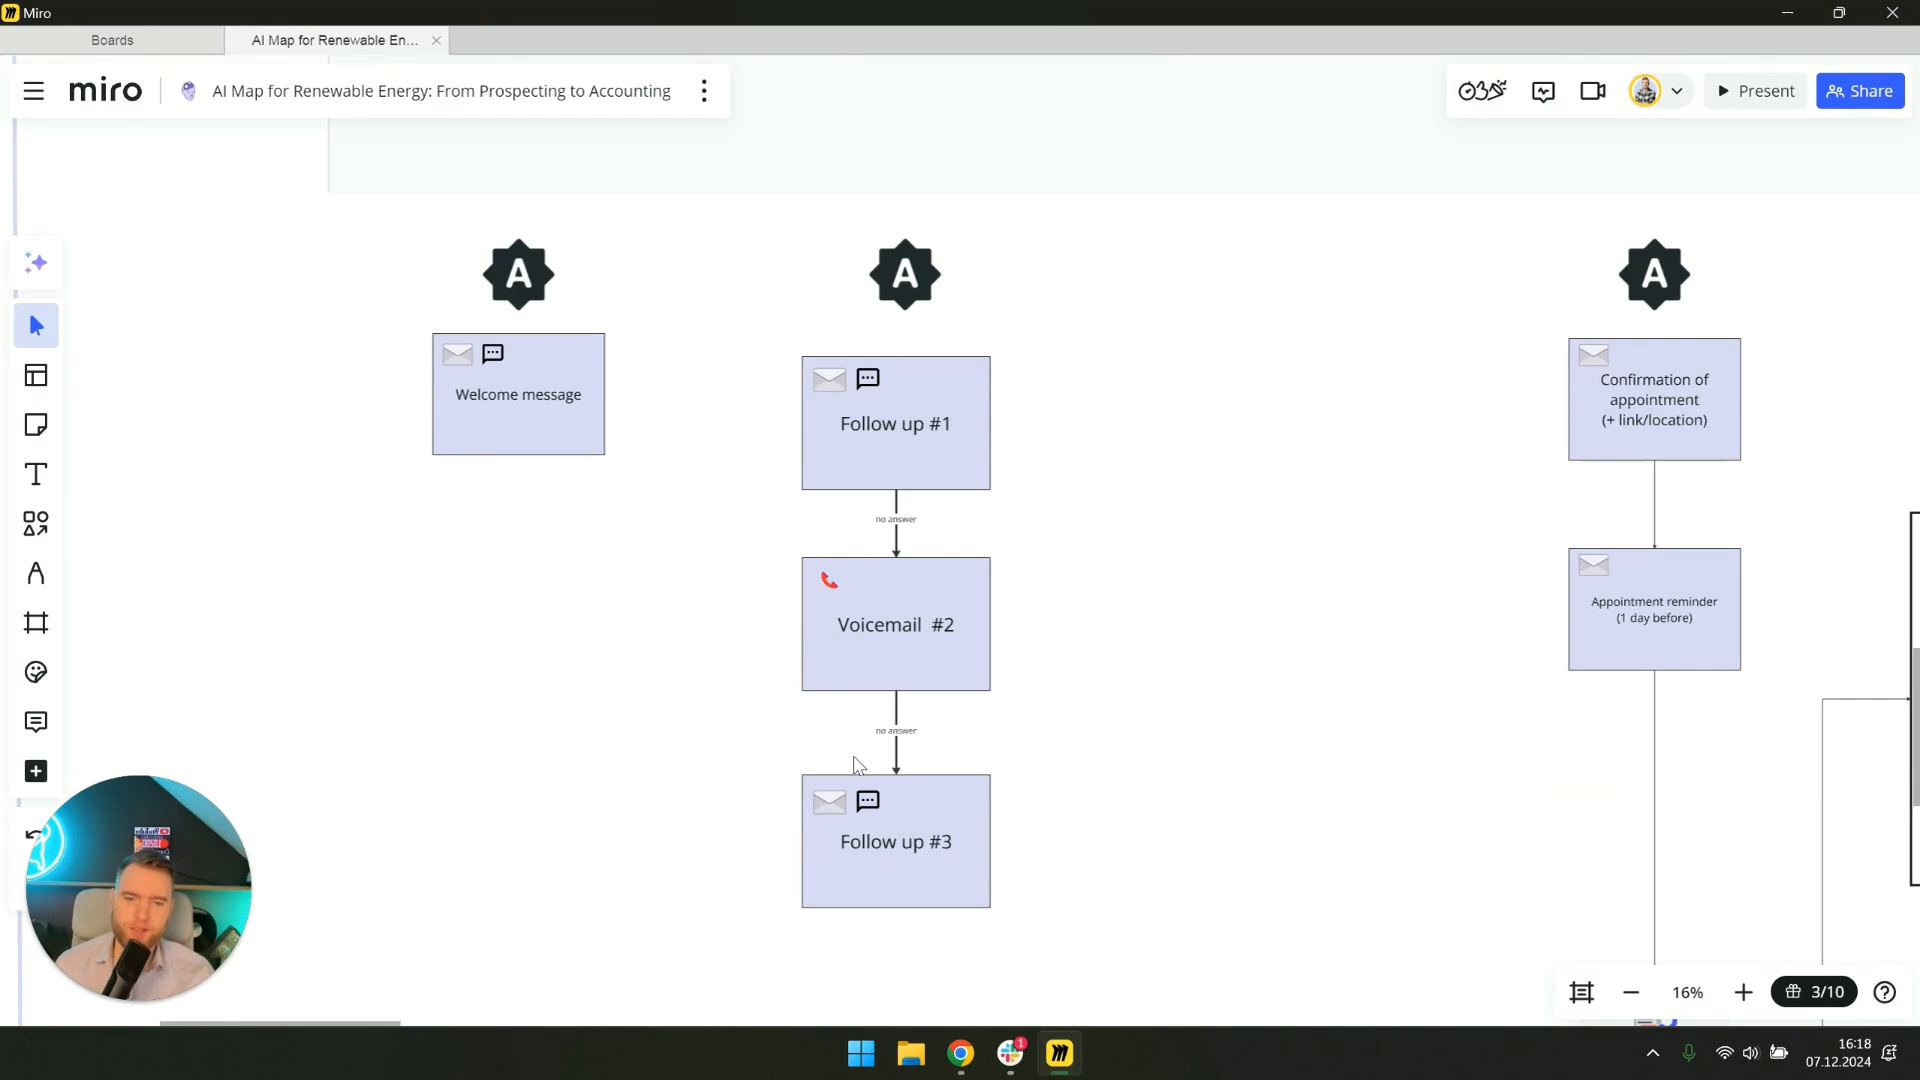 Miro
Boards
AI Map for Renewable En...
miro
AI Map for Renewable Energy: From Prospecting to Accounting
Present
Share
A
A
A
Welcome message
Follow up #1
no answer
Voicemail #2
no answer
Follow up #3
Confirmation of
appointment
(+ link/location)
Appointment reminder
(1 day before)
16%
3/10
1
16:18
07.12.2024